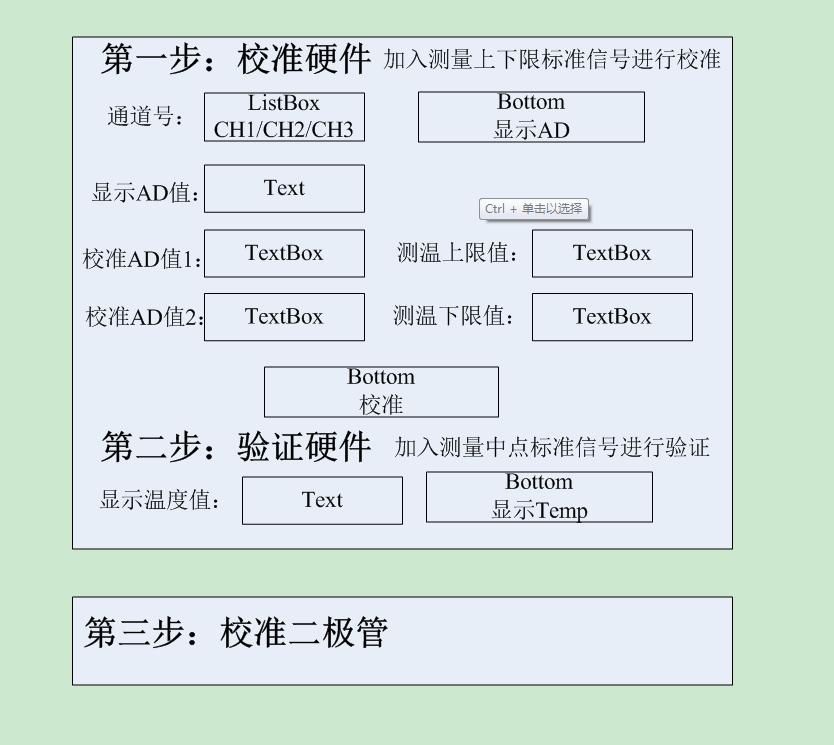 第一步：校准硬件 加入测量上下限标准信号进行校准
通道号：
ListBox
CH1/CH2/CH3
Bottom
显示AD
显示AD值：
Text
Ctrl + 单击以选择
校准AD值1：
TextBox
测温上限值：
TextBox
校准AD值2：
TextBox
测温下限值：
TextBox
Bottom
校准
第二步：验证硬件 加入测量中点标准信号进行验证
显示温度值：
Text
Bottom
显示Temp
第三步：校准二极管